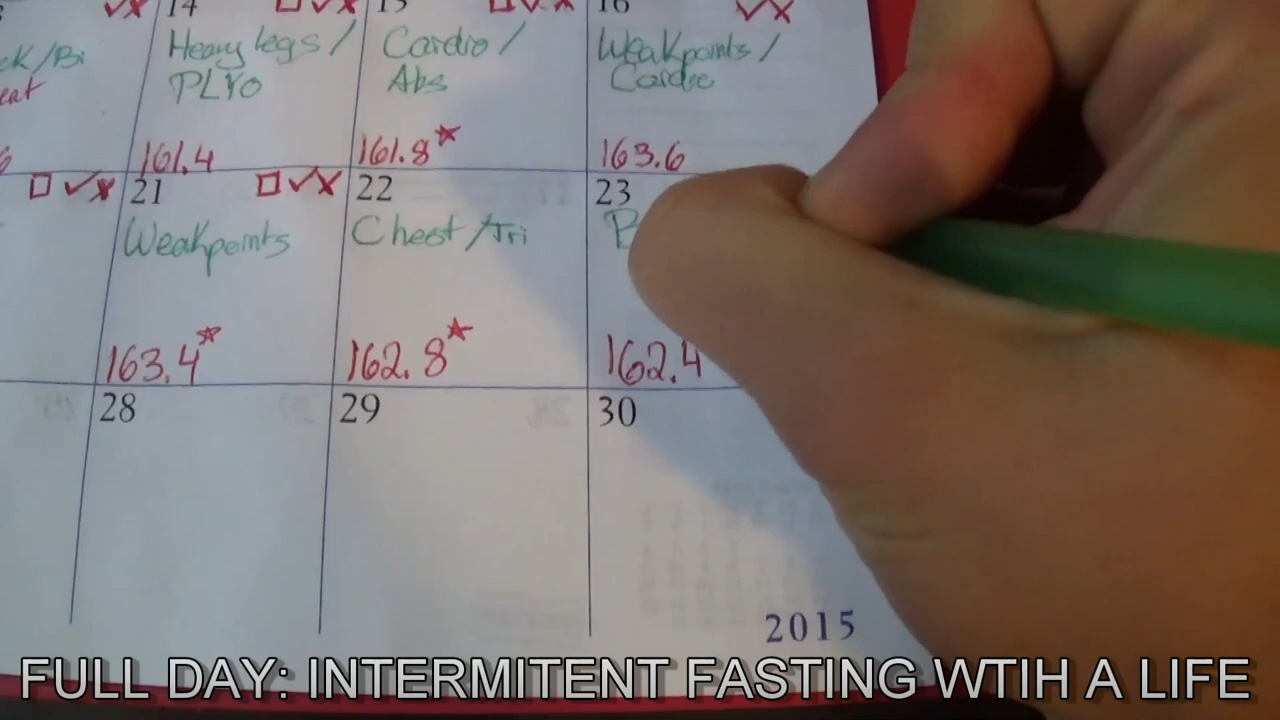 14
15
16
Heavy legs /
PLYO
Cardio /
Abs
Weakpoints /
Cardio
161.4
161.8
163.6
21
22
23
Weakpoints
Chest / Tri
B
163.4
162.8
162.4
28
29
30
2015
FULL DAY: INTERMITENT FASTING WTIH A LIFE